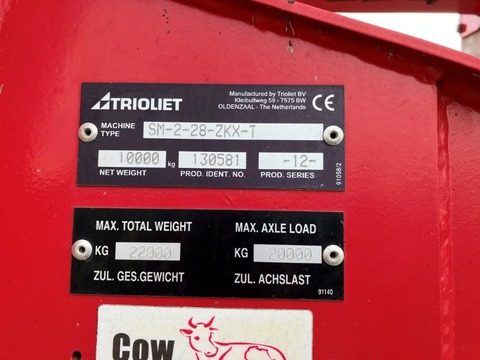 TRIOLIET
Manufactured by Trioliet BV
Kleibultweg 59 - 7575 BW
OLDENZAAL - The Netherlands
CE
MACHINE TYPE SM-2-28-ZKX-T
10000 kg 130581 -12-
NET WEIGHT PROD. IDENT. NO. PROD. SERIES
91058/2
MAX. TOTAL WEIGHT MAX. AXLE LOAD
KG 22000 KG 20000
ZUL. GES.GEWICHT ZUL. ACHSLAST
91140
Cow